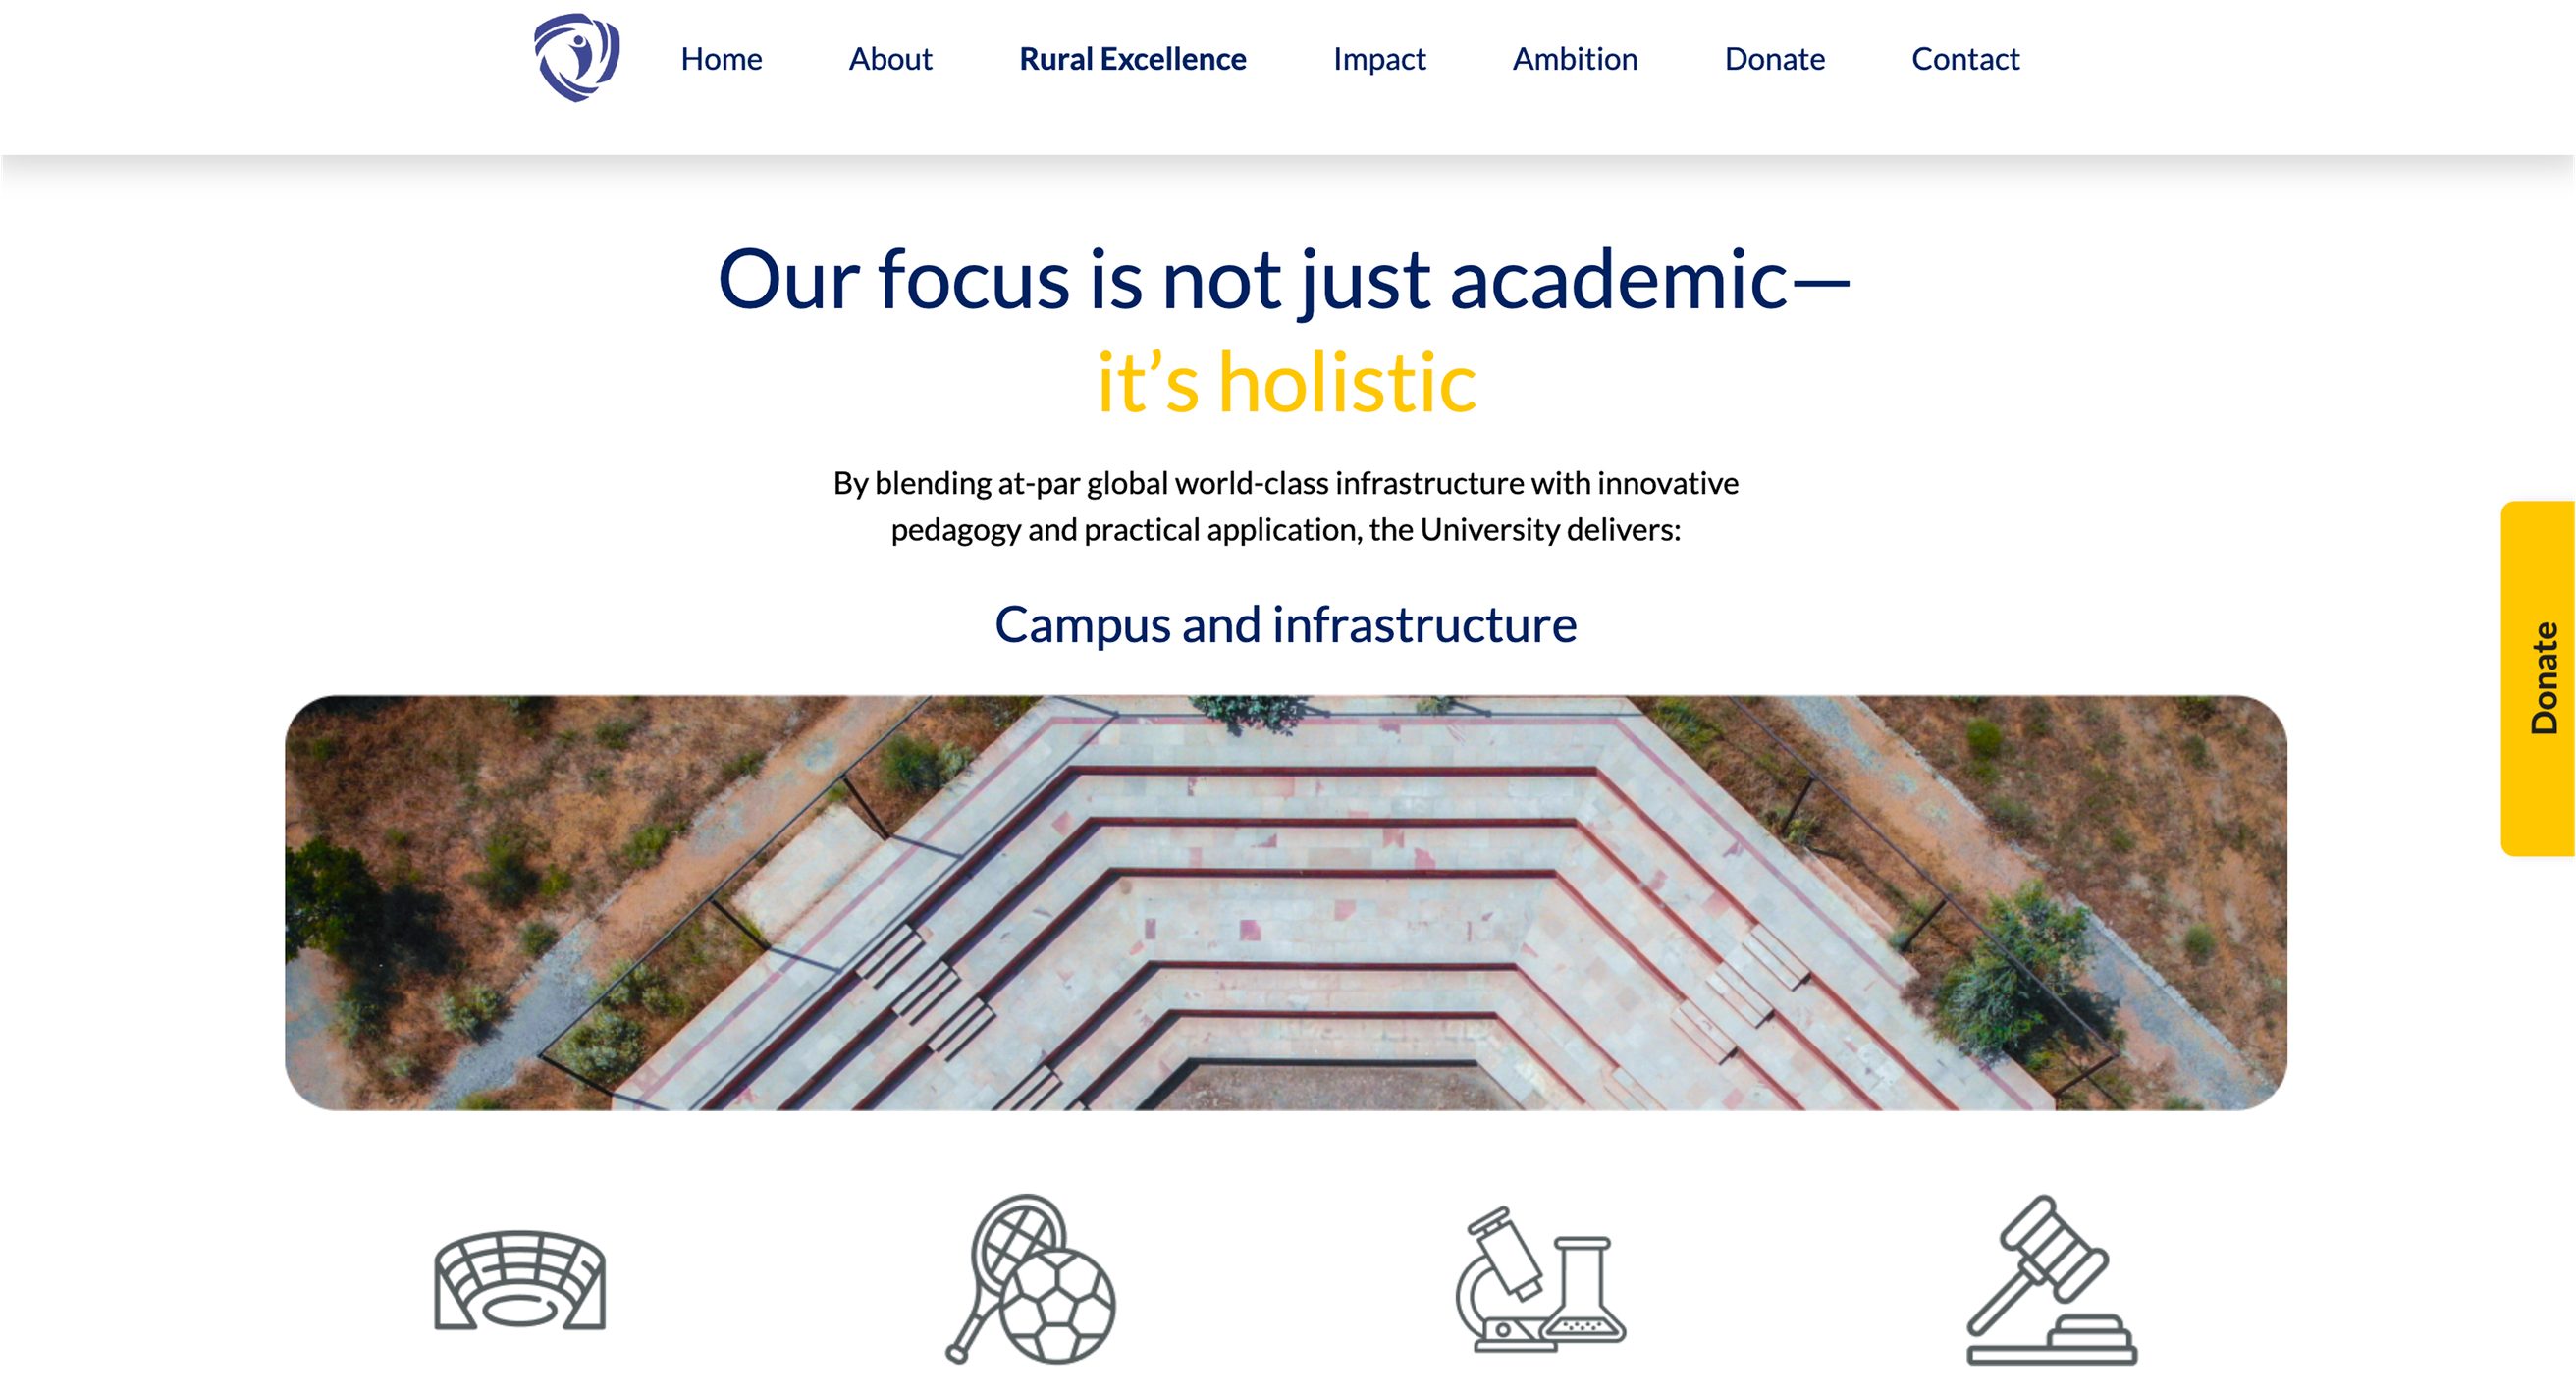 Home About Rural Excellence Impact Ambition Donate Contact
Our focus is not just academic—
it’s holistic
By blending at-par global world-class infrastructure with innovative
pedagogy and practical application, the University delivers:
Campus and infrastructure
Donate